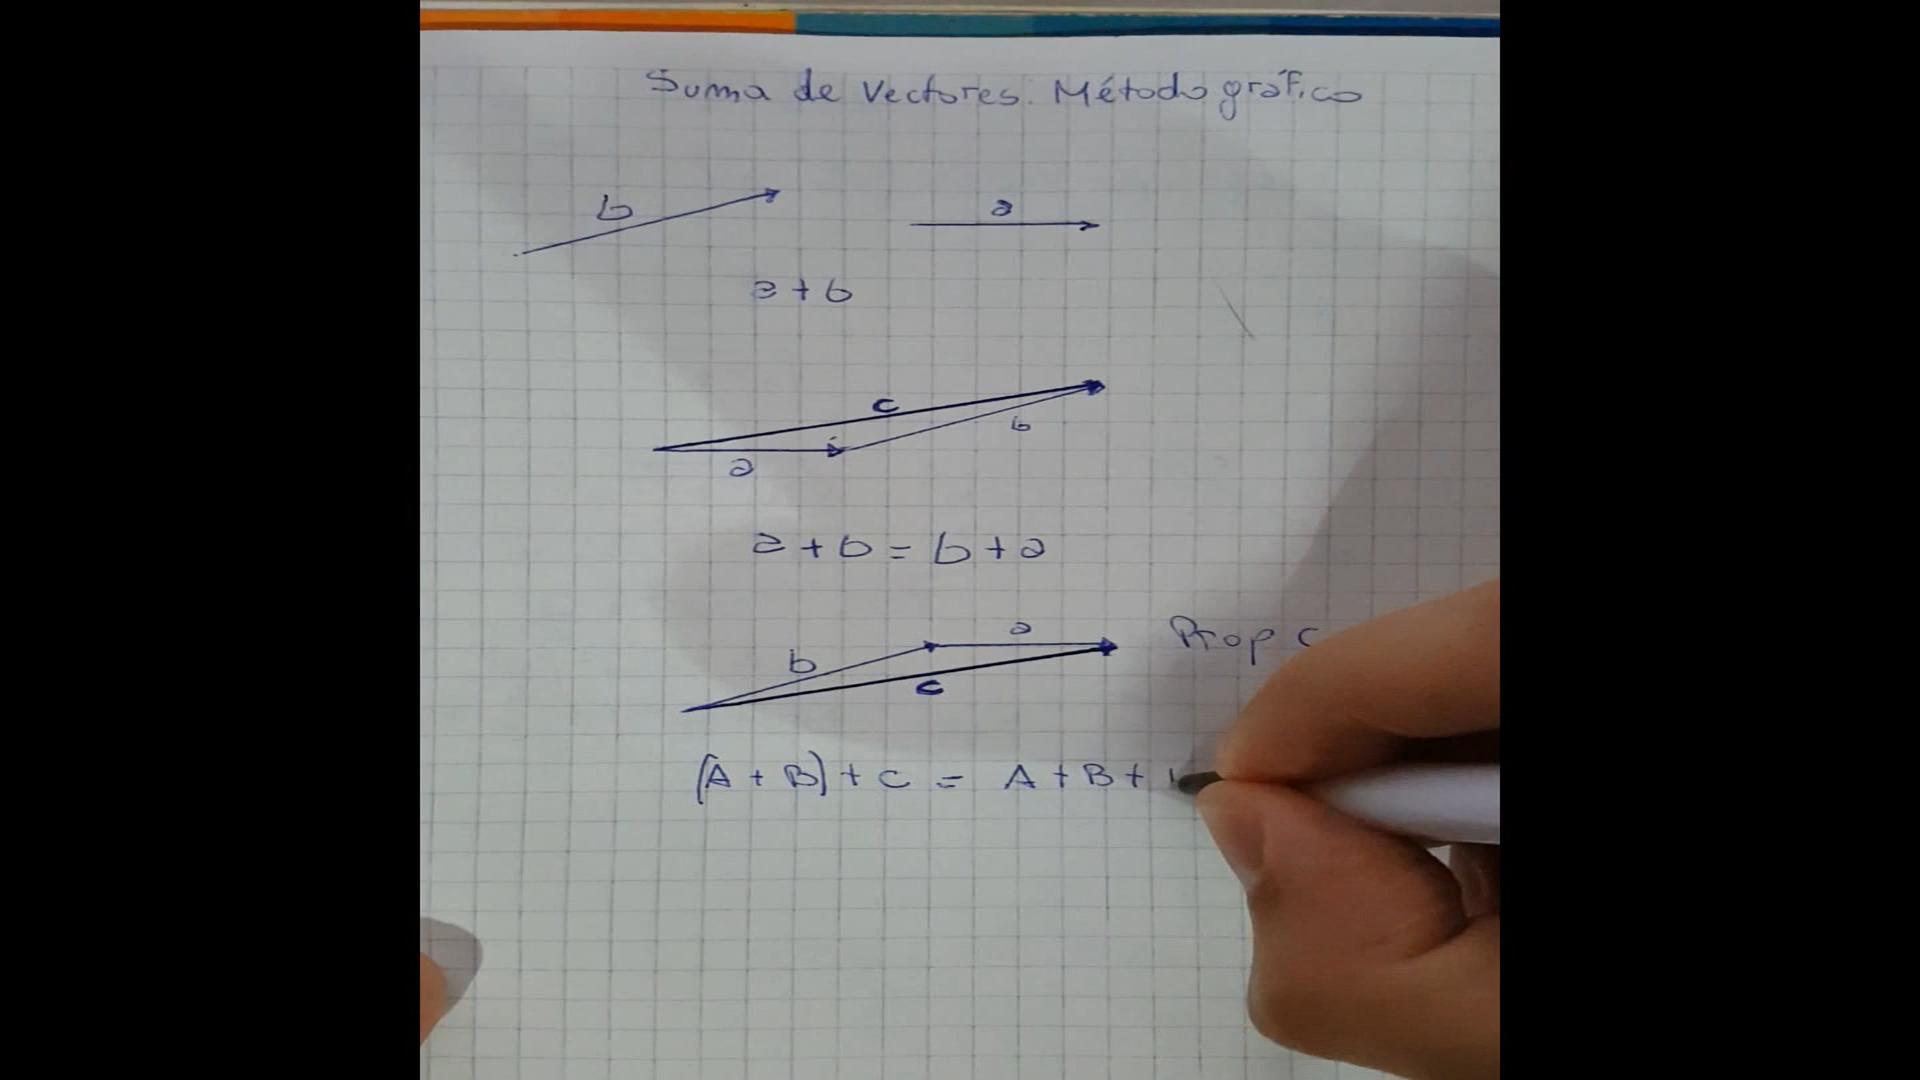 Suma de Vectores. Método gráfico
b
a
a + b
c
b
a
a + b = b + a
a
Prop c
b
c
(A + B) + C = A + B +